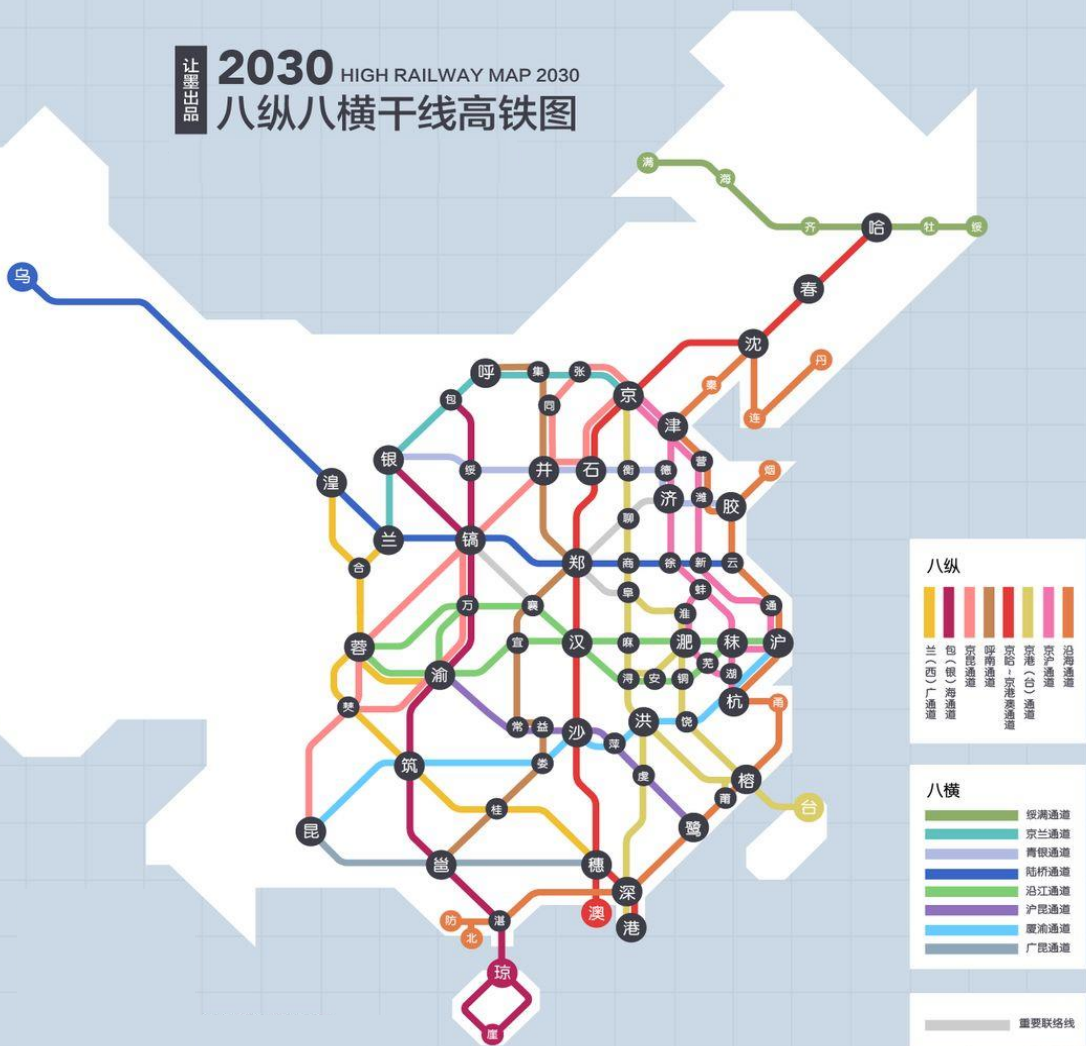 让墨出品
2030 HIGH RAILWAY MAP 2030
八纵八横干线高铁图
满
海
齐
哈
牡
绥
乌
春
沈
丹
呼
集
张
京
秦
连
包
同
津
银
绥
井
石
衡
德
营
烟
湟
济
潍
胶
聊
兰
镐
合
郑
商
徐
新
云
阜
蚌
万
襄
淮
通
蓉
宜
汉
麻
淝
秣
沪
芜
渝
浔
安
铜
湖
杭
僰
甬
常
益
沙
洪
饶
萍
筑
娄
虔
榕
莆
台
桂
昆
鹭
邕
穗
深
澳
港
防
湛
北
琼
崖
八纵
兰（西）广通道
包（银）海通道
京昆通道
呼南通道
京哈~京港澳通道
京港（台）通道
京沪通道
沿海通道
八横
绥满通道
京兰通道
青银通道
陆桥通道
沿江通道
沪昆通道
厦渝通道
广昆通道
重要联络线